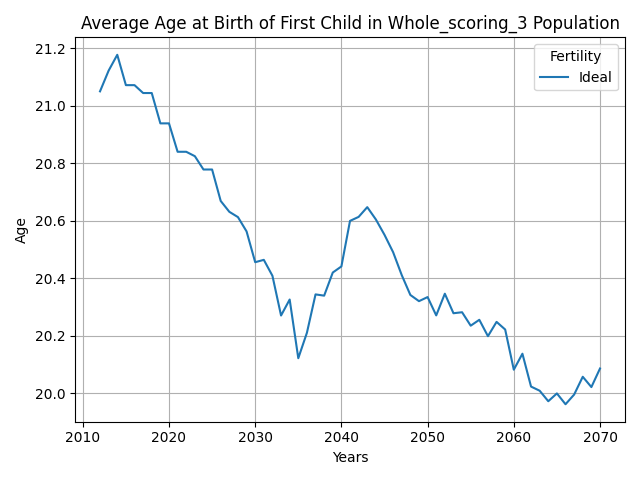 Average Age at Birth of First Child in Whole_scoring_3 Population
Fertility
Ideal
21.2
21.0
20.8
20.6
20.4
20.2
20.0
Age
2010 2020 2030 2040 2050 2060 2070
Years